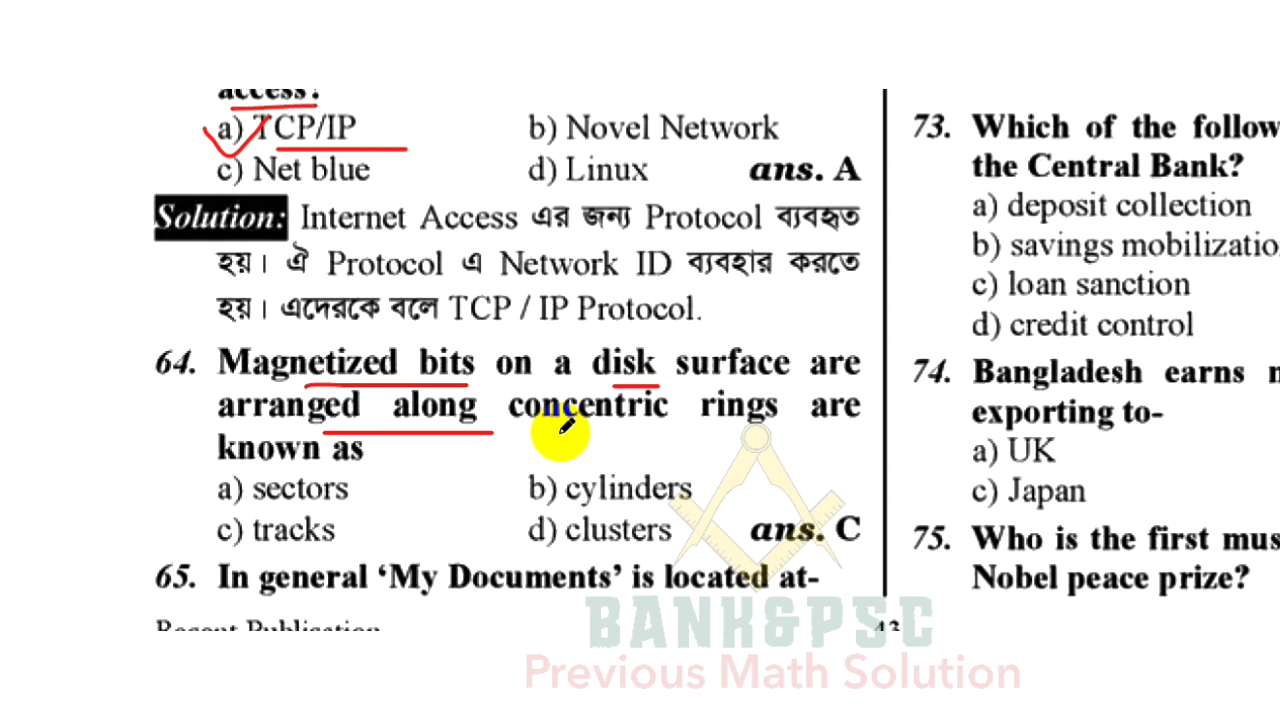 access?
a) TCP/IP b) Novel Network
c) Net blue d) Linux ans. A
Solution: Internet Access এর জন্য Protocol ব্যবহৃত
হয়। ঐ Protocol এ Network ID ব্যবহার করতে
হয়। এদেরকে বলে TCP / IP Protocol.
64. Magnetized bits on a disk surface are
arranged along concentric rings are
known as
a) sectors b) cylinders
c) tracks d) clusters ans. C
65. In general ‘My Documents’ is located at-
Recent Publication 43
73. Which of the follow
the Central Bank?
a) deposit collection
b) savings mobilizatio
c) loan sanction
d) credit control
74. Bangladesh earns
exporting to-
a) UK
c) Japan
75. Who is the first mus
Nobel peace prize?
BANK&PSC
Previous Math Solution